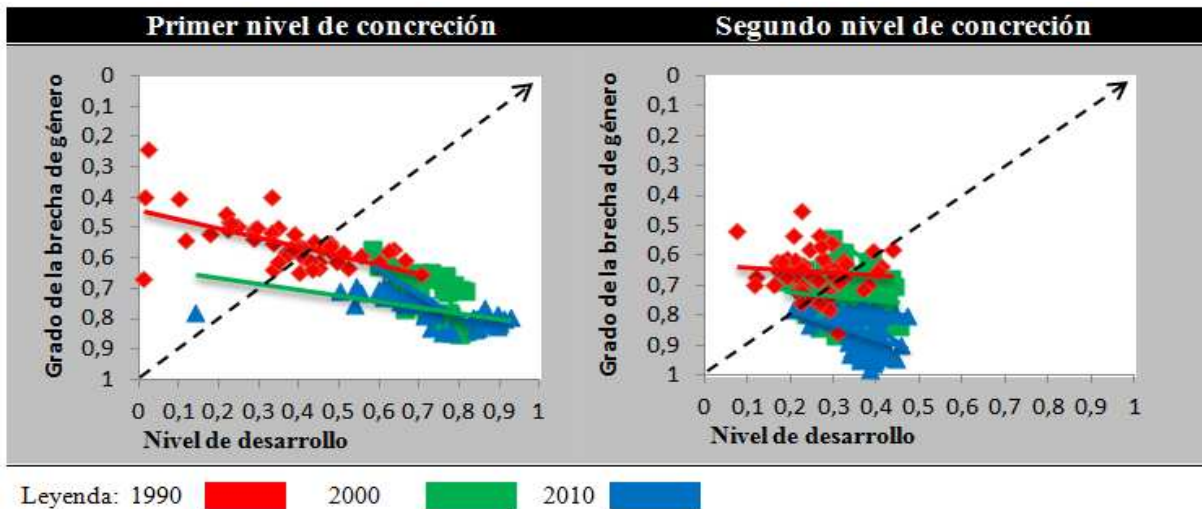 Primer nivel de concreción
Segundo nivel de concreción
Grado de la brecha de género
0
0,1
0,2
0,3
0,4
0,5
0,6
0,7
0,8
0,9
1
0 0,1 0,2 0,3 0,4 0,5 0,6 0,7 0,8 0,9 1
Nivel de desarrollo
Grado de la brecha de género
0
0,1
0,2
0,3
0,4
0,5
0,6
0,7
0,8
0,9
1
0 0,1 0,2 0,3 0,4 0,5 0,6 0,7 0,8 0,9 1
Nivel de desarrollo
Leyenda: 1990 2000 2010